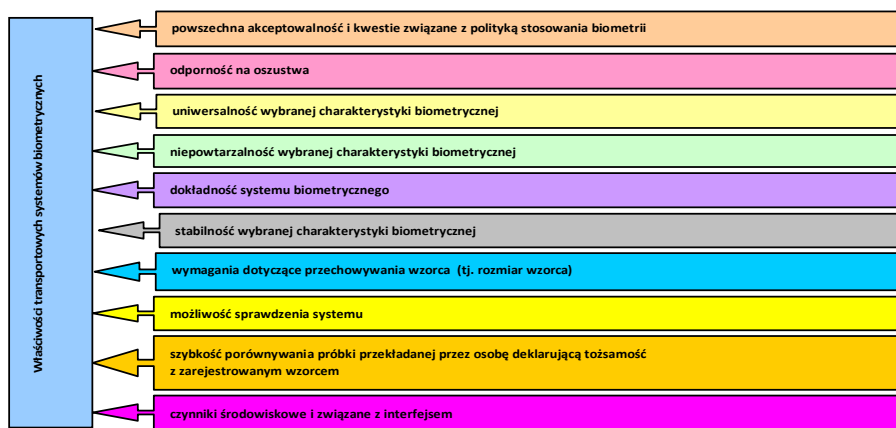 Właściwości transportowych systemów biometrycznych
powszechna akceptowalność i kwestie związane z polityką stosowania biometrii
odporność na oszustwa
uniwersalność wybranej charakterystyki biometrycznej
niepowtarzalność wybranej charakterystyki biometrycznej
dokładność systemu biometrycznego
stabilność wybranej charakterystyki biometrycznej
wymagania dotyczące przechowywania wzorca (tj. rozmiar wzorca)
możliwość sprawdzenia systemu
szybkość porównywania próbki przekładanej przez osobę deklarującą tożsamość
z zarejestrowanym wzorcem
czynniki środowiskowe i związane z interfejsem